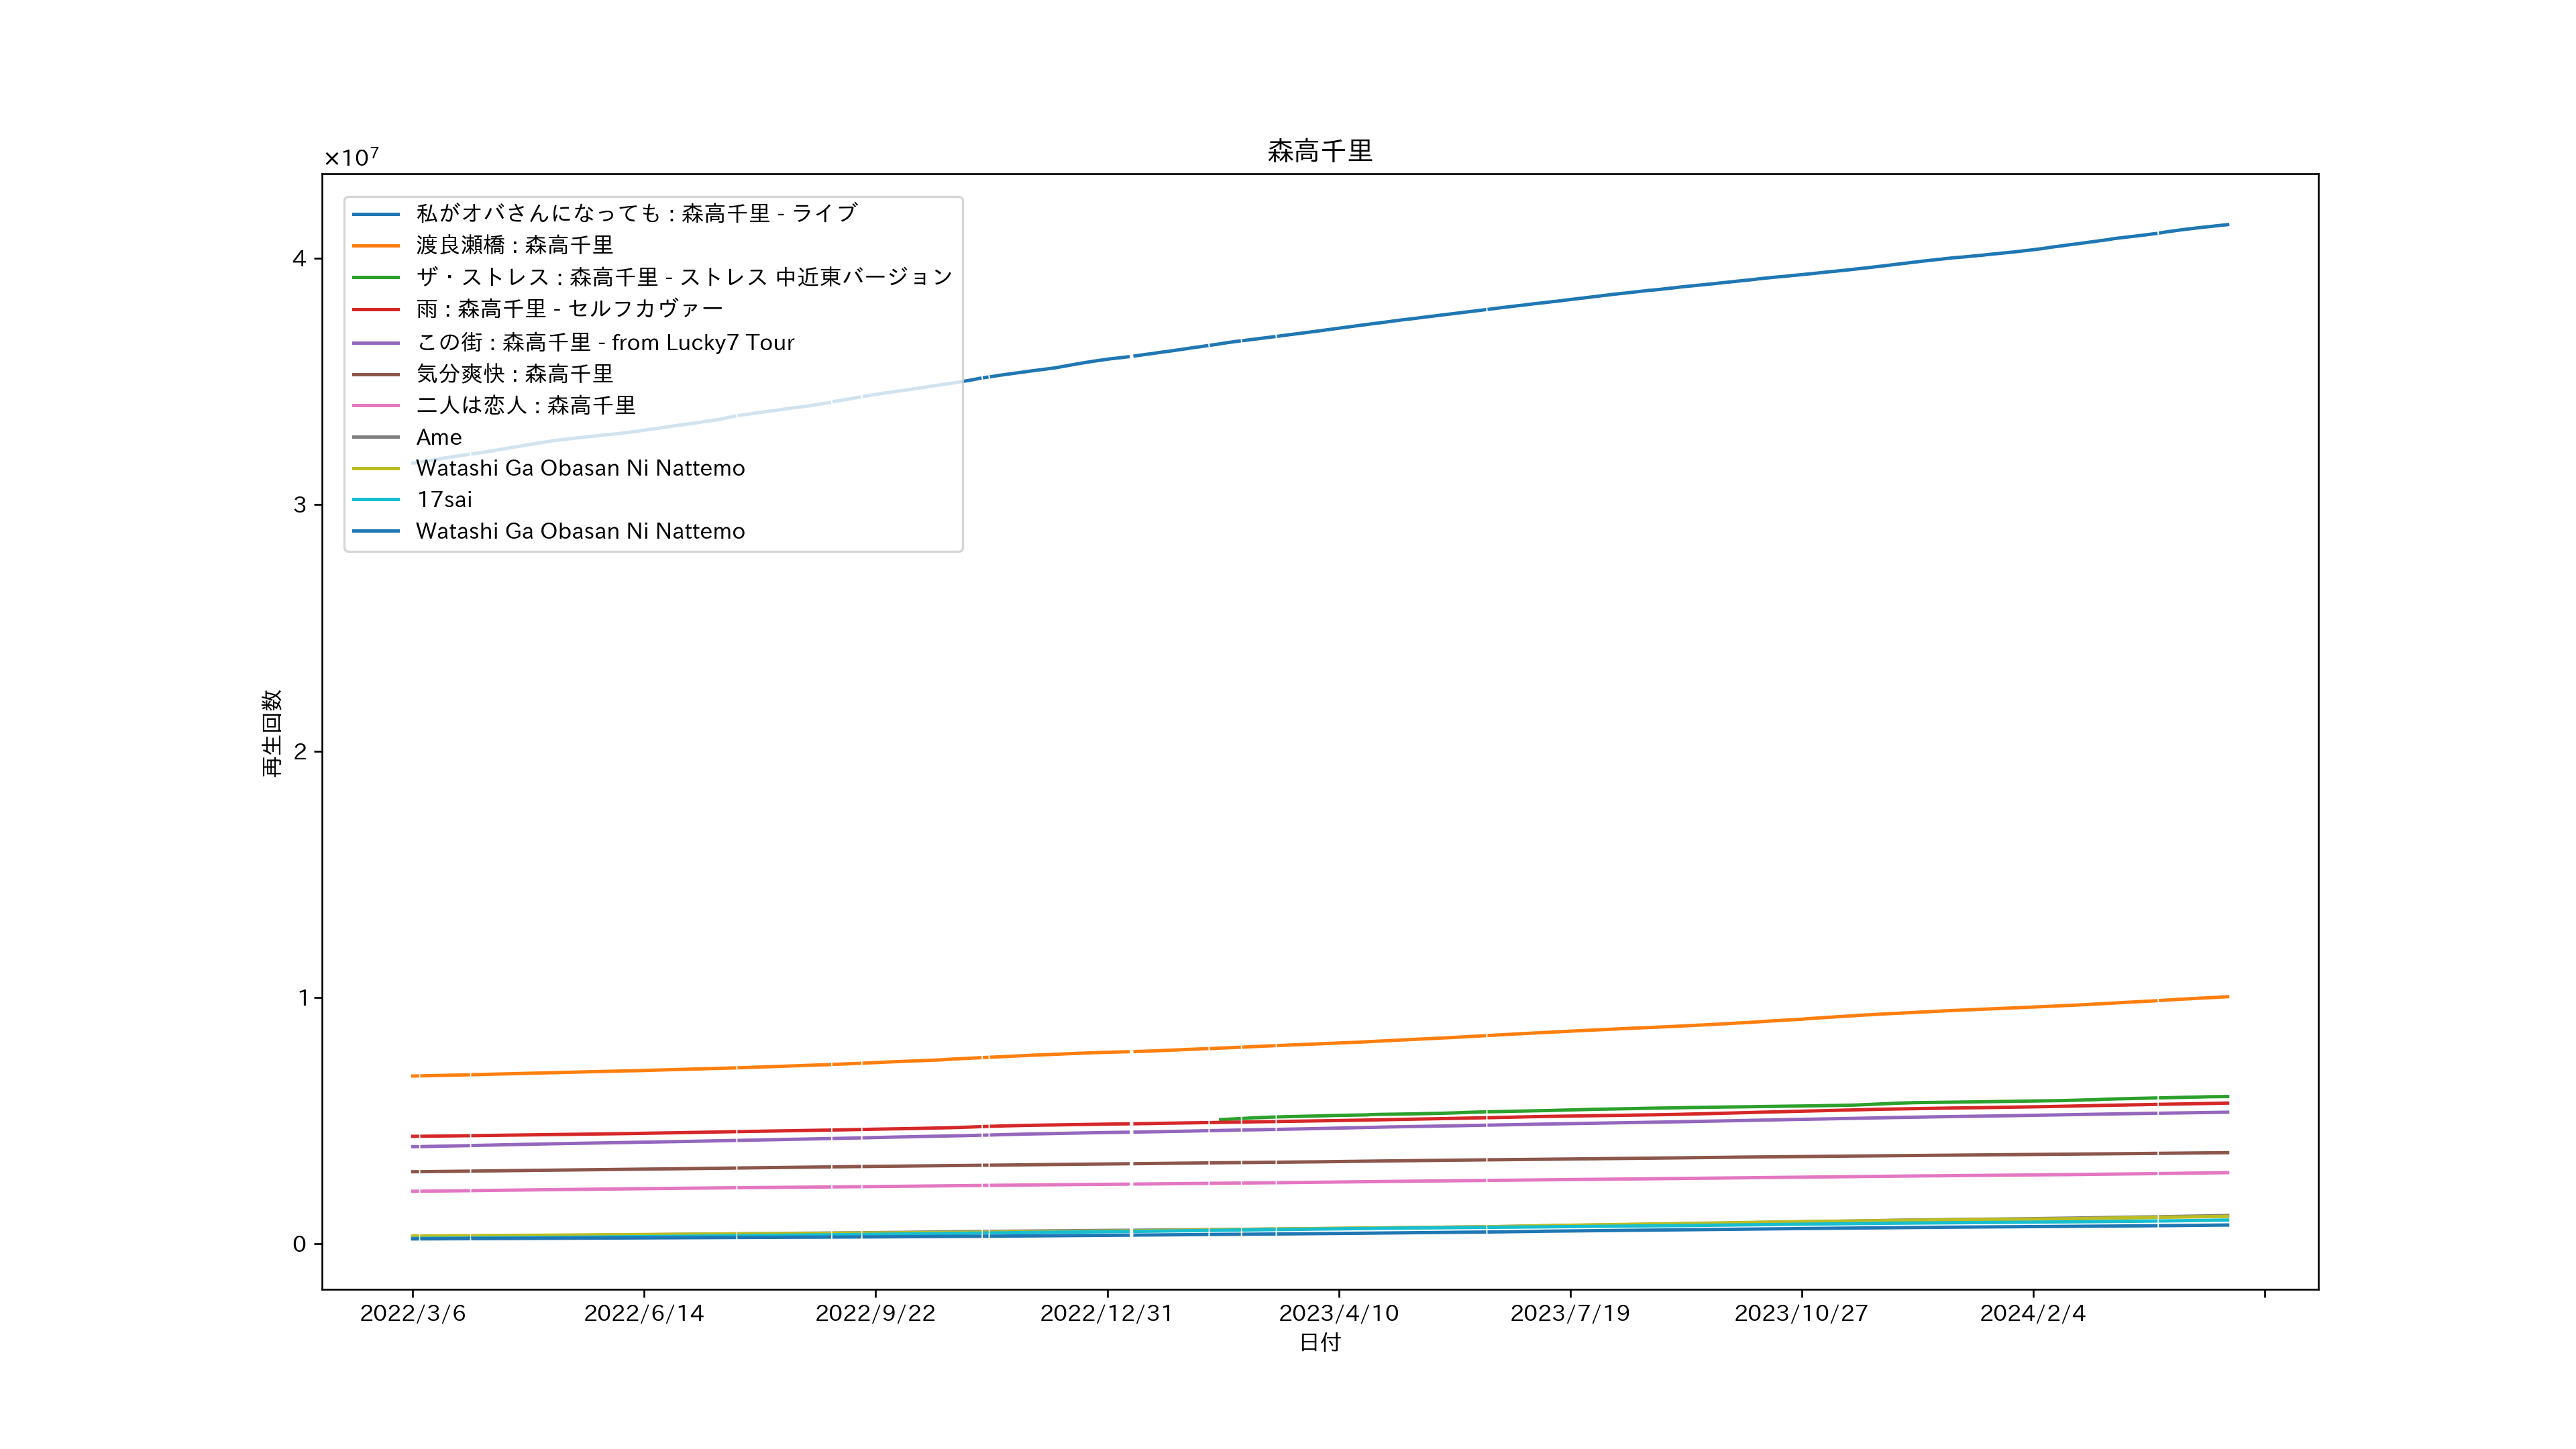 森高千里
×10⁷
私がオバさんになっても : 森高千里 - ライブ
渡良瀬橋 : 森高千里
ザ・ストレス : 森高千里 - ストレス 中近東バージョン
雨 : 森高千里 - セルフカヴァー
この街 : 森高千里 - from Lucky7 Tour
気分爽快 : 森高千里
二人は恋人 : 森高千里
Ame
Watashi Ga Obasan Ni Nattemo
17sai
Watashi Ga Obasan Ni Nattemo
4
3
2
1
0
再生回数
2022/3/6 2022/6/14 2022/9/22 2022/12/31 2023/4/10 2023/7/19 2023/10/27 2024/2/4
日付